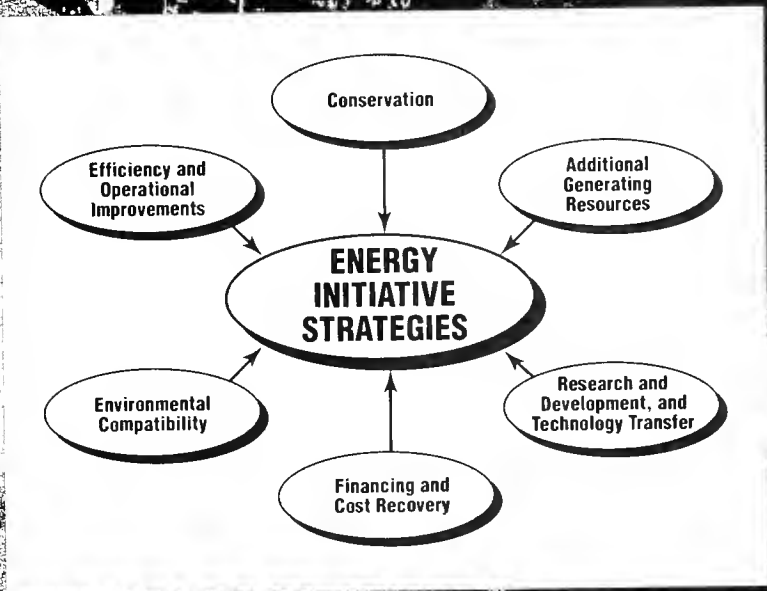 Conservation
Efficiency and
Operational
Improvements
Additional
Generating
Resources
ENERGY
INITIATIVE
STRATEGIES
Environmental
Compatibility
Research and
Development, and
Technology Transfer
Financing and
Cost Recovery